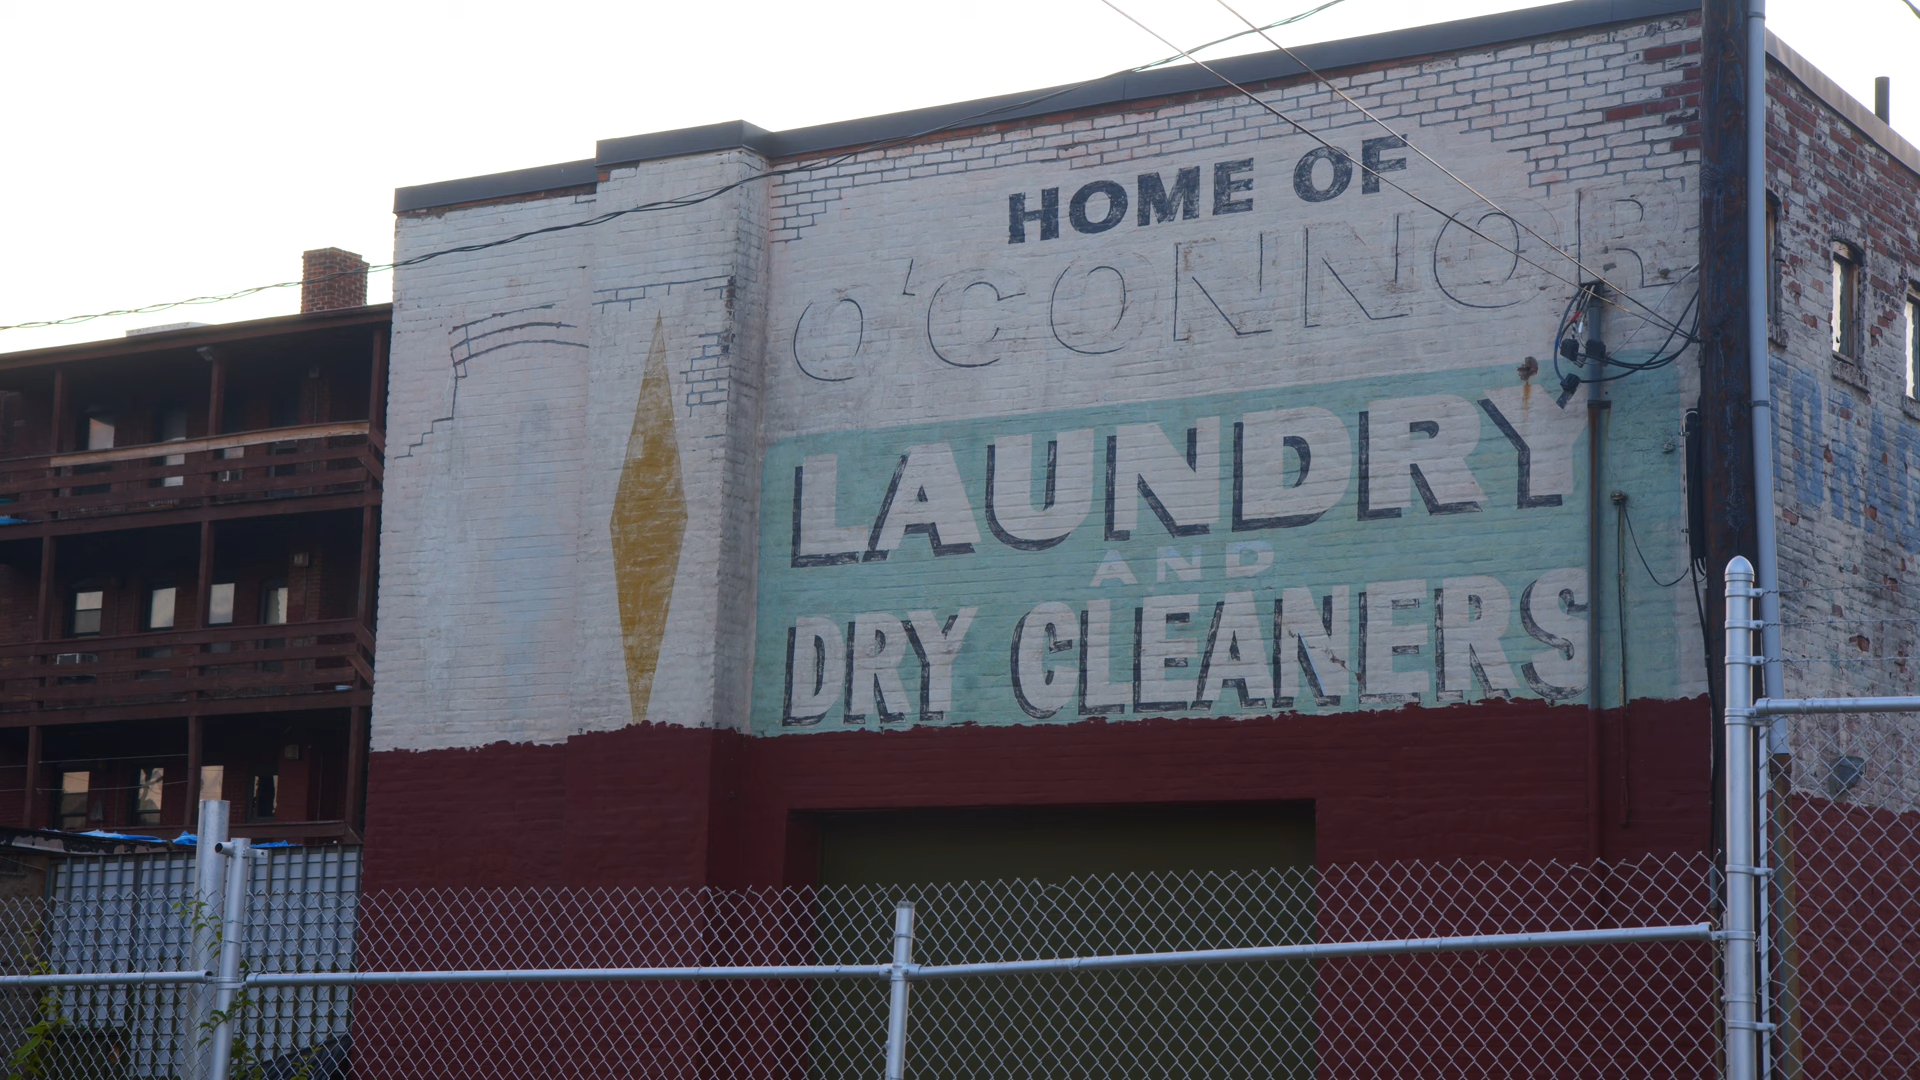 HOME OF
O'CONNOR
LAUNDRY
AND
DRY CLEANERS